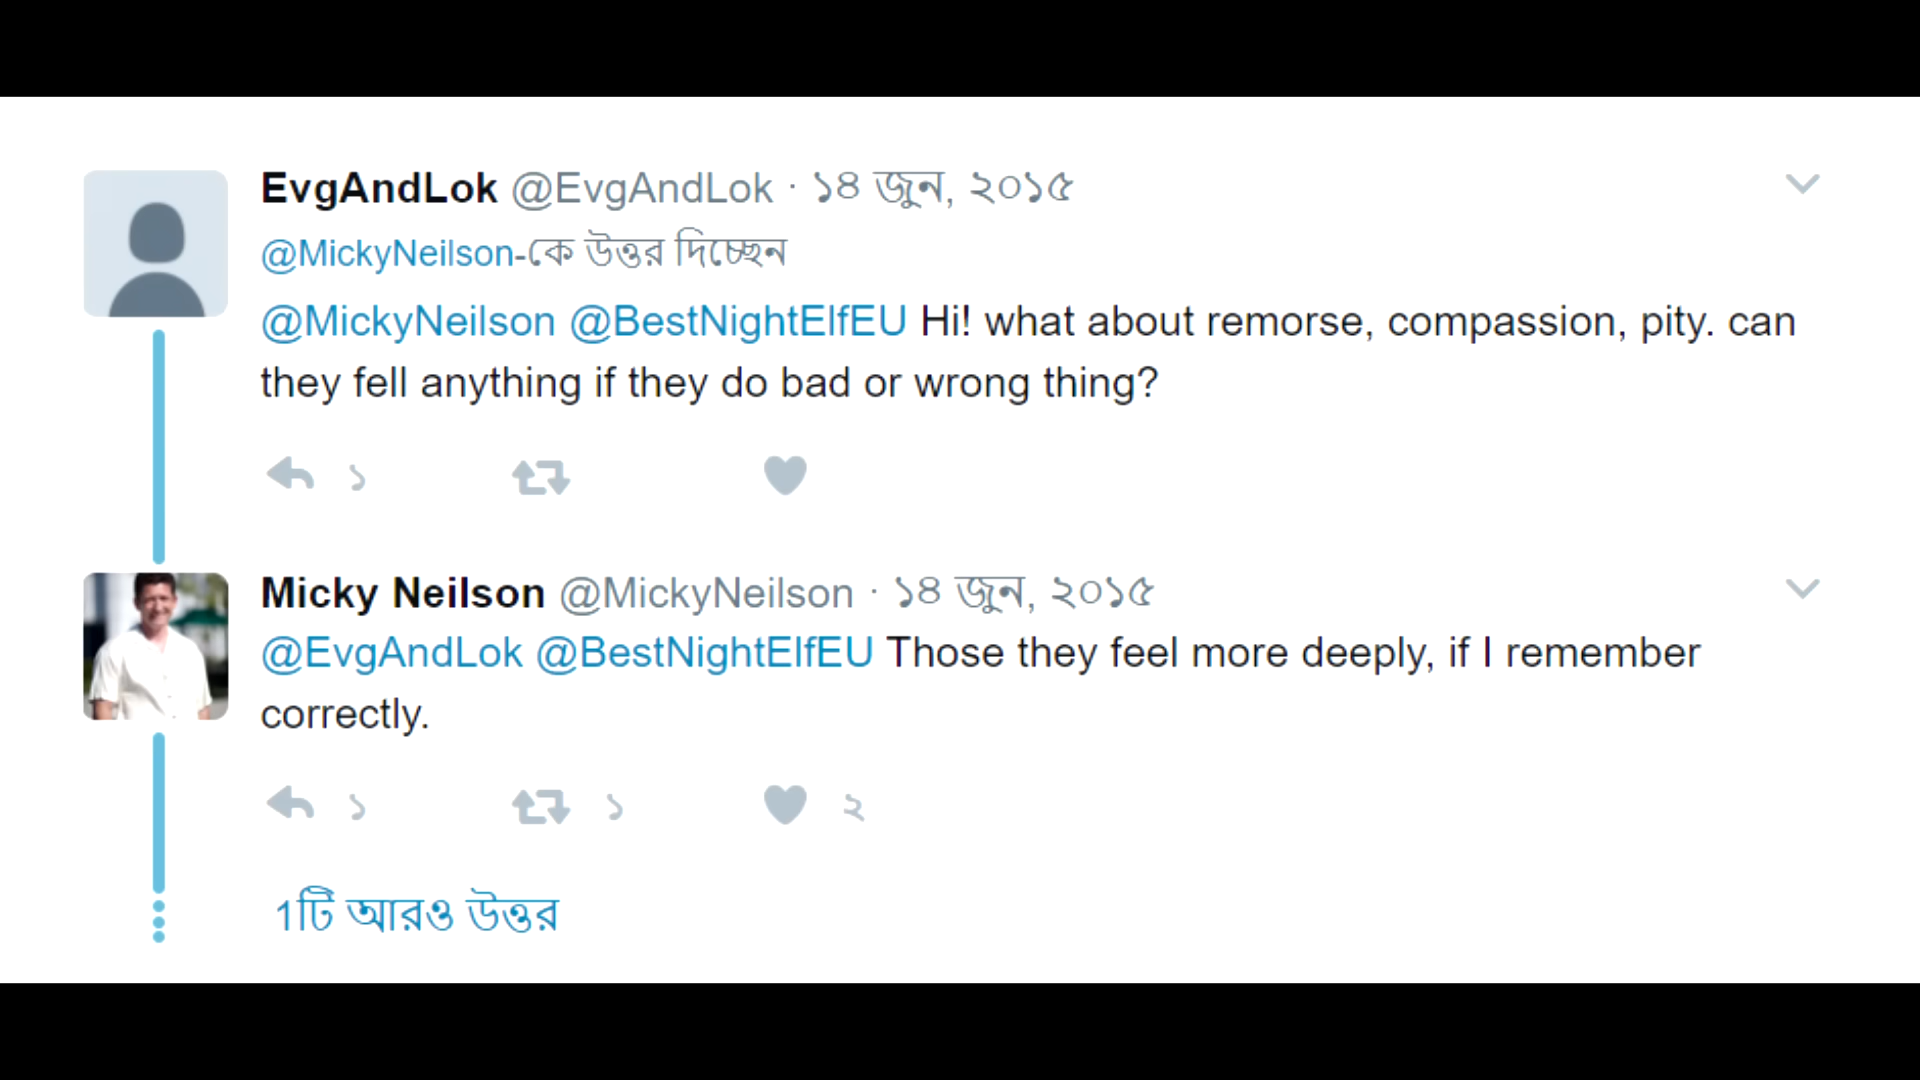 EvgAndLok @EvgAndLok · ১৪ জুন, ২০১৫
@MickyNeilson-কে উত্তর দিচ্ছেন
@MickyNeilson @BestNightElfEU Hi! what about remorse, compassion, pity. can
they fell anything if they do bad or wrong thing?
১
Micky Neilson @MickyNeilson · ১৪ জুন, ২০১৫
@EvgAndLok @BestNightElfEU Those they feel more deeply, if I remember
correctly.
১ ১ ২
1টি আরও উত্তর